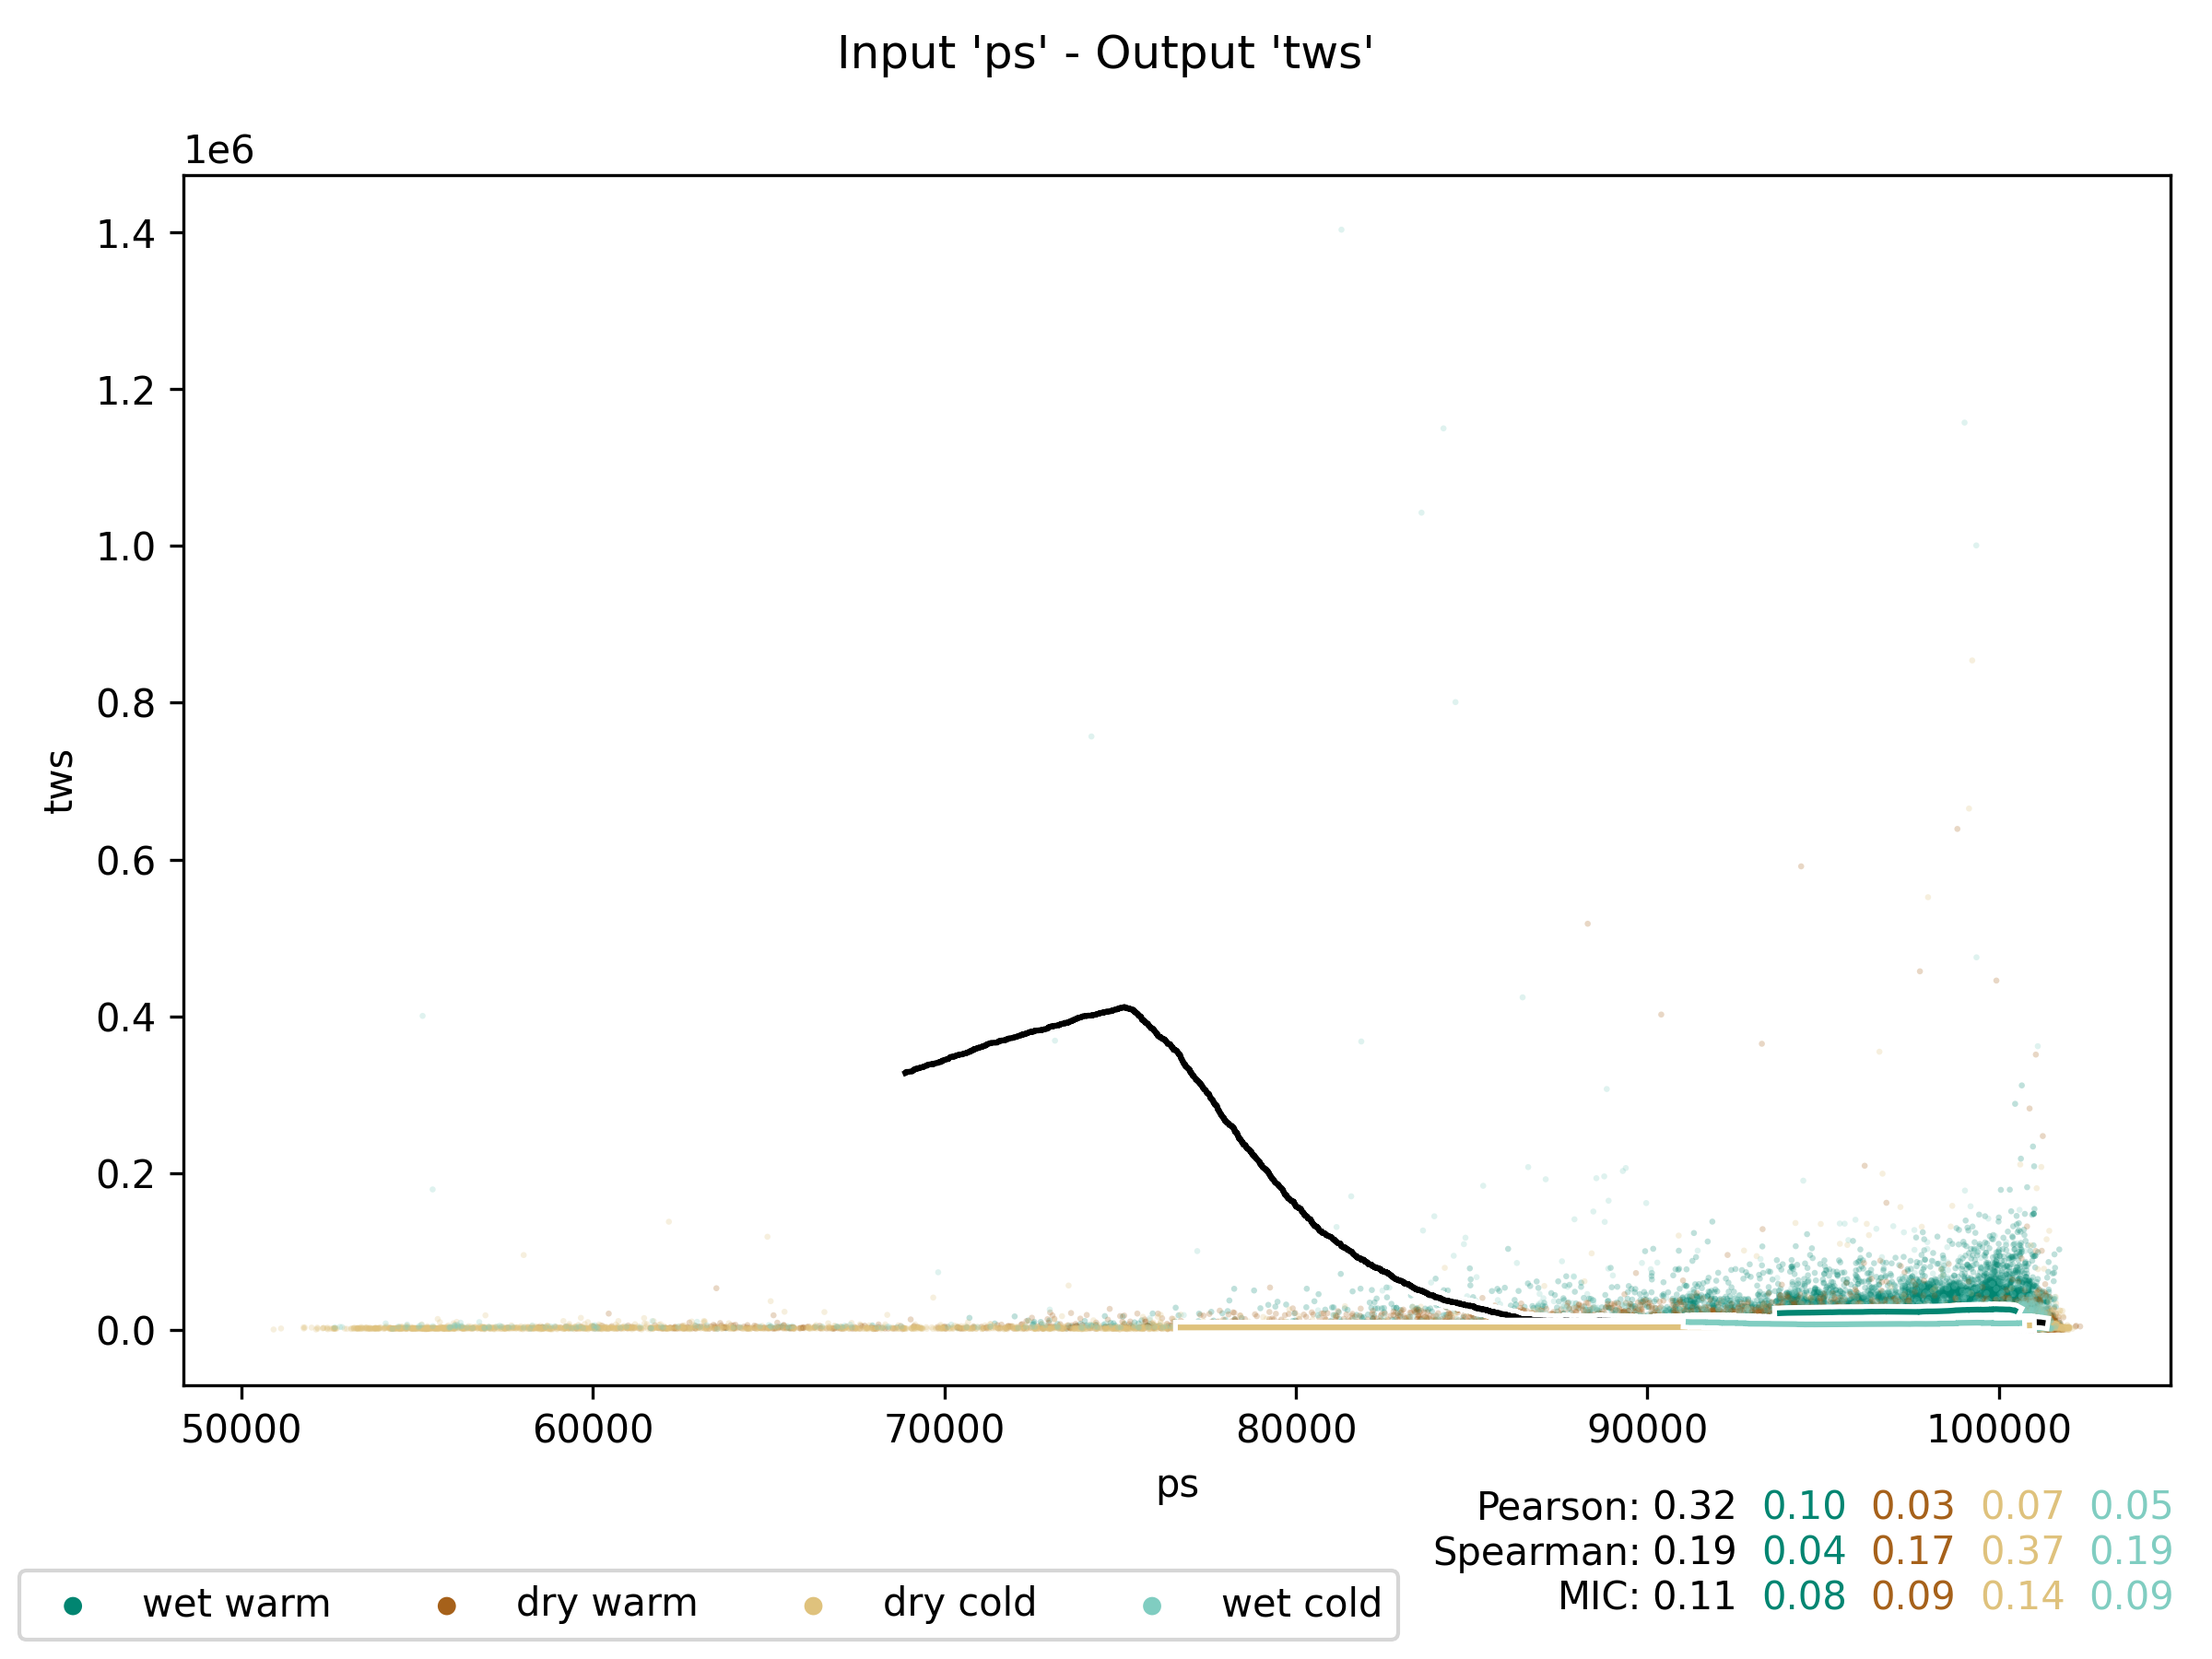 Input 'ps' - Output 'tws'
1e6
1.4
1.2
1.0
0.8
0.6
0.4
0.2
0.0
tws
50000 60000 70000 80000 90000 100000
ps
Pearson: 0.32 0.10 0.03 0.07 0.05
Spearman: 0.19 0.04 0.17 0.37 0.19
MIC: 0.11 0.08 0.09 0.14 0.09
wet warm dry warm dry cold wet cold